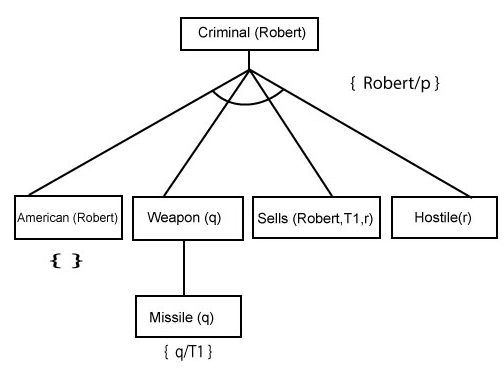 Criminal (Robert)
{ Robert/p }
American (Robert)
Weapon (q)
Sells (Robert,T1,r)
Hostile(r)
{ }
Missile (q)
{ q/T1 }